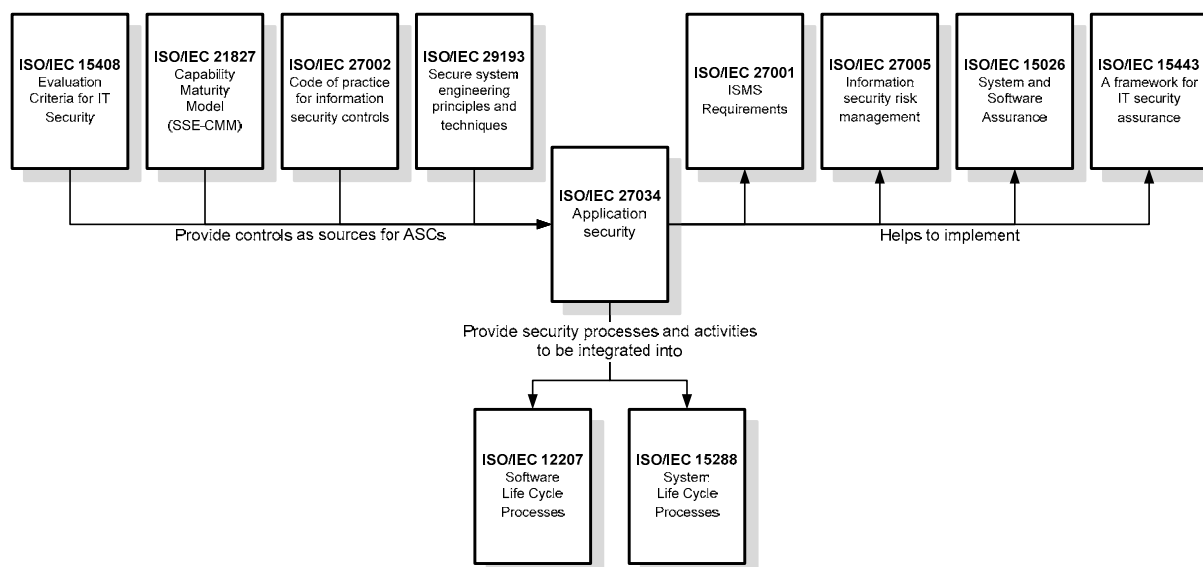 ISO/IEC 15408
Evaluation
Criteria for IT
Security
ISO/IEC 21827
Capability
Maturity
Model
(SSE-CMM)
ISO/IEC 27002
Code of practice
for information
security controls
ISO/IEC 29193
Secure system
engineering
principles and
techniques
ISO/IEC 27001
ISMS
Requirements
ISO/IEC 27005
Information
security risk
management
ISO/IEC 15026
System and
Software
Assurance
ISO/IEC 15443
A framework for
IT security
assurance
ISO/IEC 27034
Application
security
Provide controls as sources for ASCs
Helps to implement
Provide security processes and activities
to be integrated into
ISO/IEC 12207
Software
Life Cycle
Processes
ISO/IEC 15288
System
Life Cycle
Processes